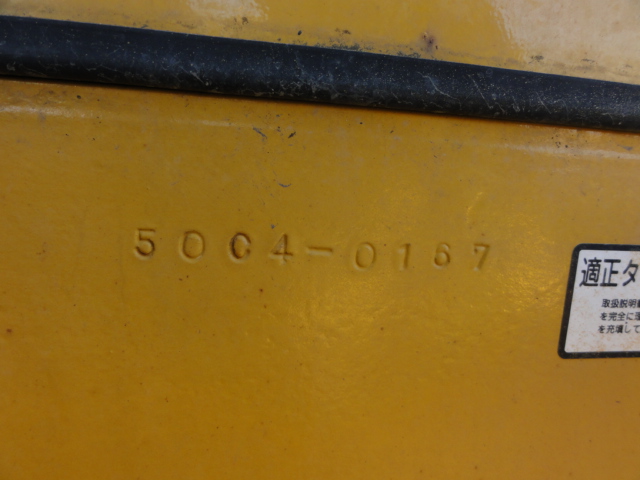 50C4-0167
適正タ
取扱説明
を完全に
を充填して